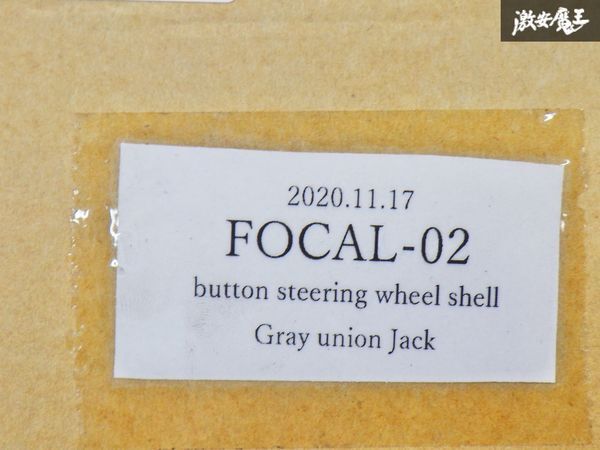 激安魔王
2020.11.17
FOCAL-02
button steering wheel shell
Gray union Jack